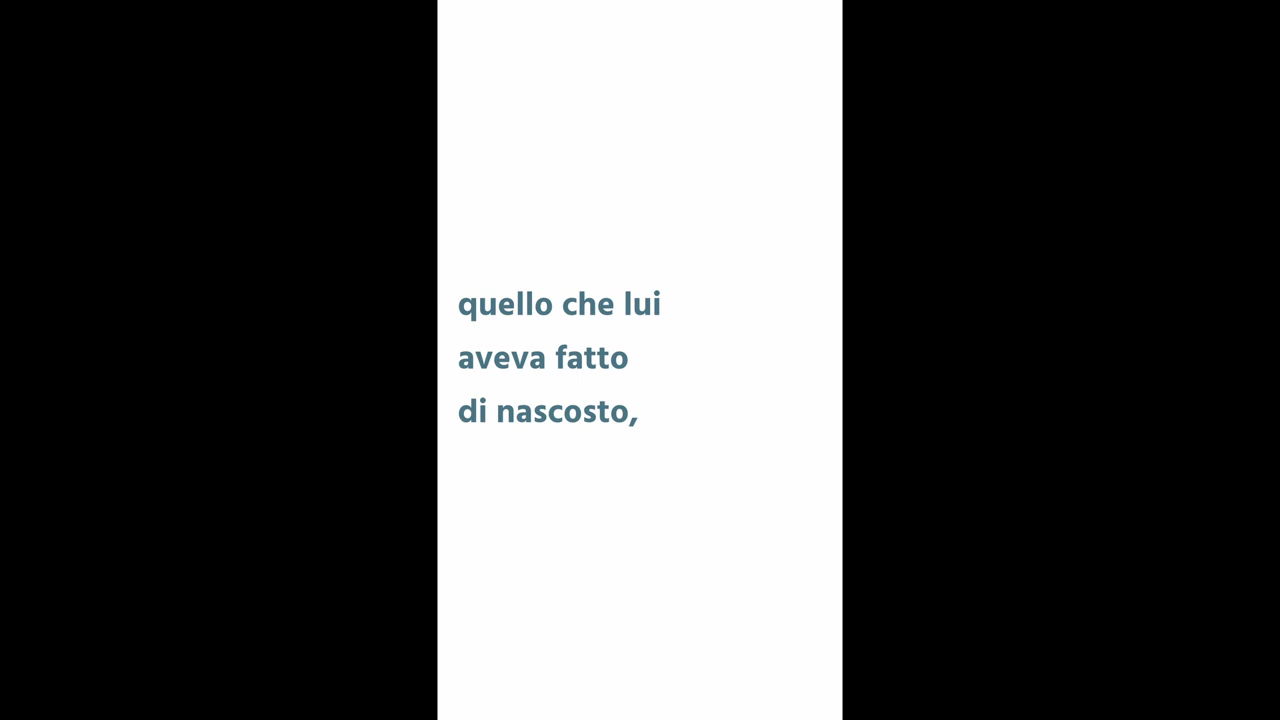 quello che lui
aveva fatto
di nascosto,